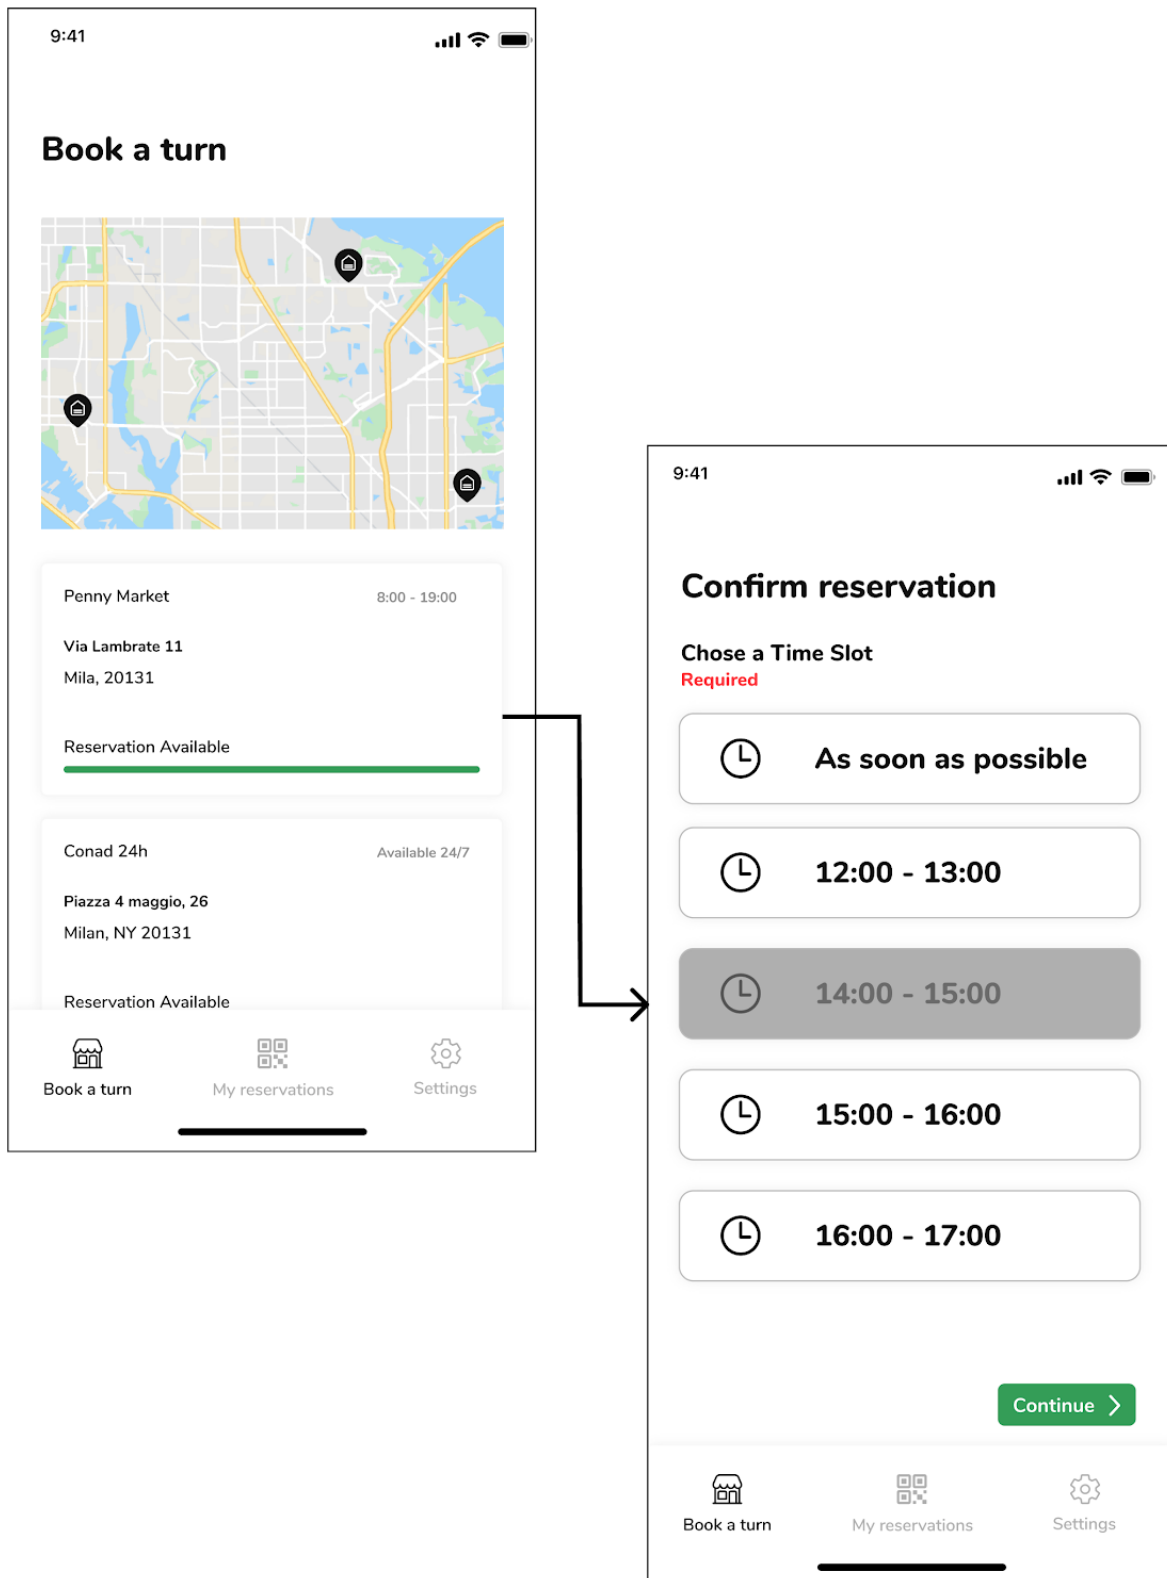 9:41
Book a turn
Penny Market 8:00 - 19:00
Via Lambrate 11
Mila, 20131
Reservation Available
Conad 24h Available 24/7
Piazza 4 maggio, 26
Milan, NY 20131
Reservation Available
Book a turn My reservations Settings
9:41
Confirm reservation
Chose a Time Slot
Required
As soon as possible
12:00 - 13:00
14:00 - 15:00
15:00 - 16:00
16:00 - 17:00
Continue
Book a turn My reservations Settings